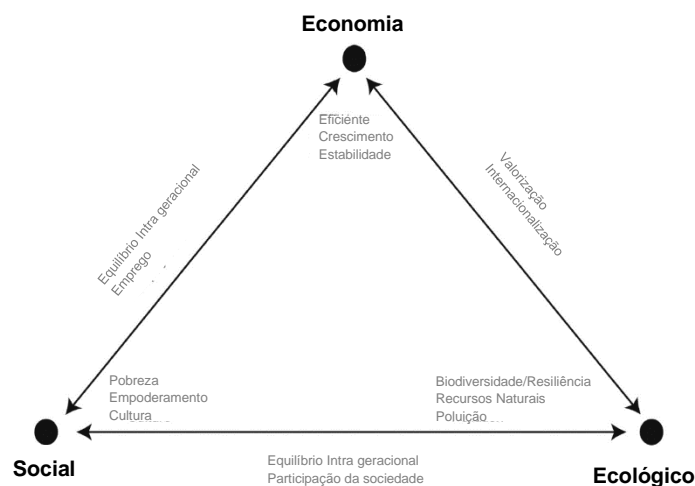 Economia
Eficiente
Crescimento
Estabilidade
Equilíbrio Intra geracional
Emprego
Valorização
Internacionalização
Pobreza
Empoderamento
Cultura
Biodiversidade/Resiliência
Recursos Naturais
Poluição
Social
Equilíbrio Intra geracional
Participação da sociedade
Ecológico